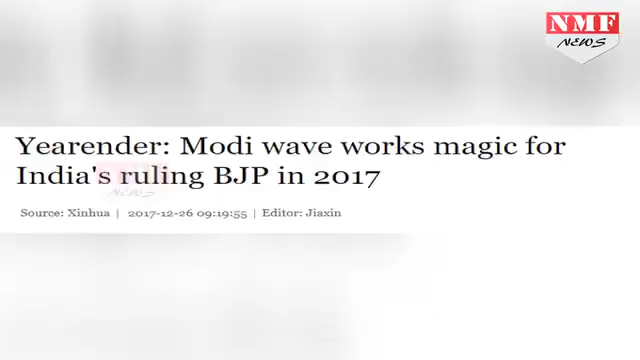 NMF
NEWS
Yearender: Modi wave works magic for
India's ruling BJP in 2017
NEWS
Source: Xinhua | 2017-12-26 09:19:55 | Editor: Jiaxin